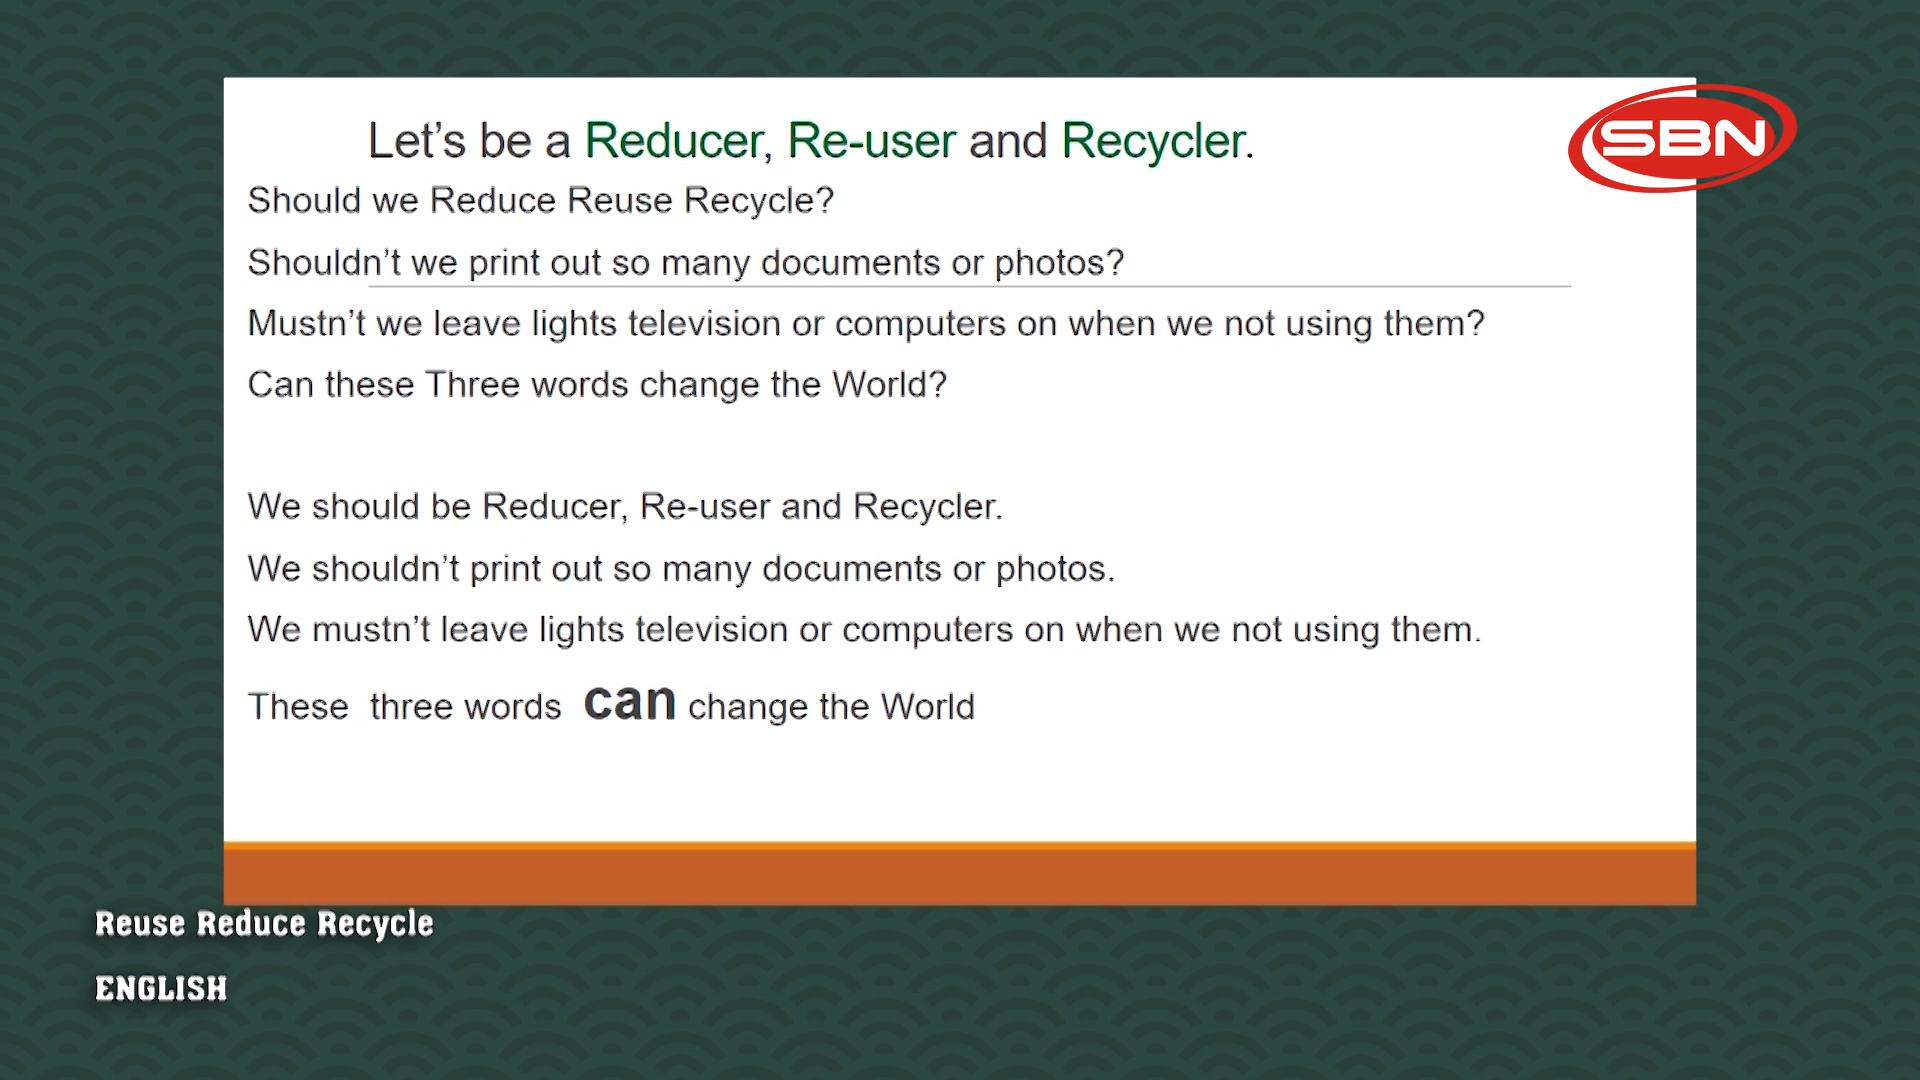 Let’s be a Reducer, Re-user and Recycler.
SBN
Should we Reduce Reuse Recycle?
Shouldn’t we print out so many documents or photos?
Mustn’t we leave lights television or computers on when we not using them?
Can these Three words change the World?
We should be Reducer, Re-user and Recycler.
We shouldn’t print out so many documents or photos.
We mustn’t leave lights television or computers on when we not using them.
These three words can change the World
Reuse Reduce Recycle
ENGLISH